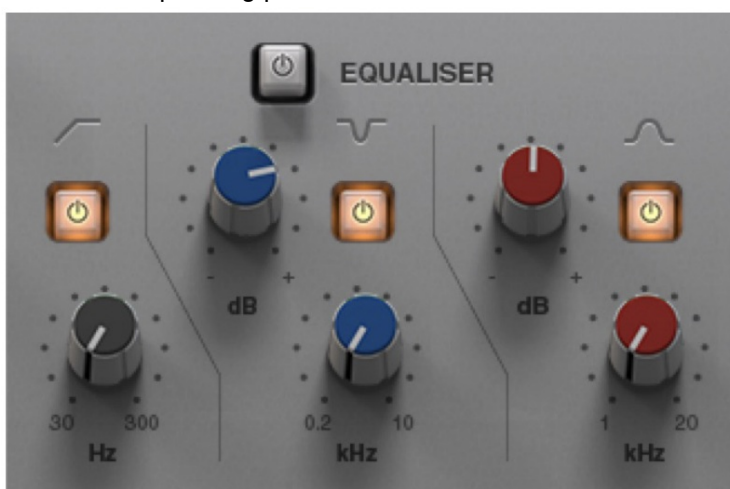 EQUALISER
- +
dB
- +
dB
30 300
Hz
0.2 10
kHz
1 20
kHz